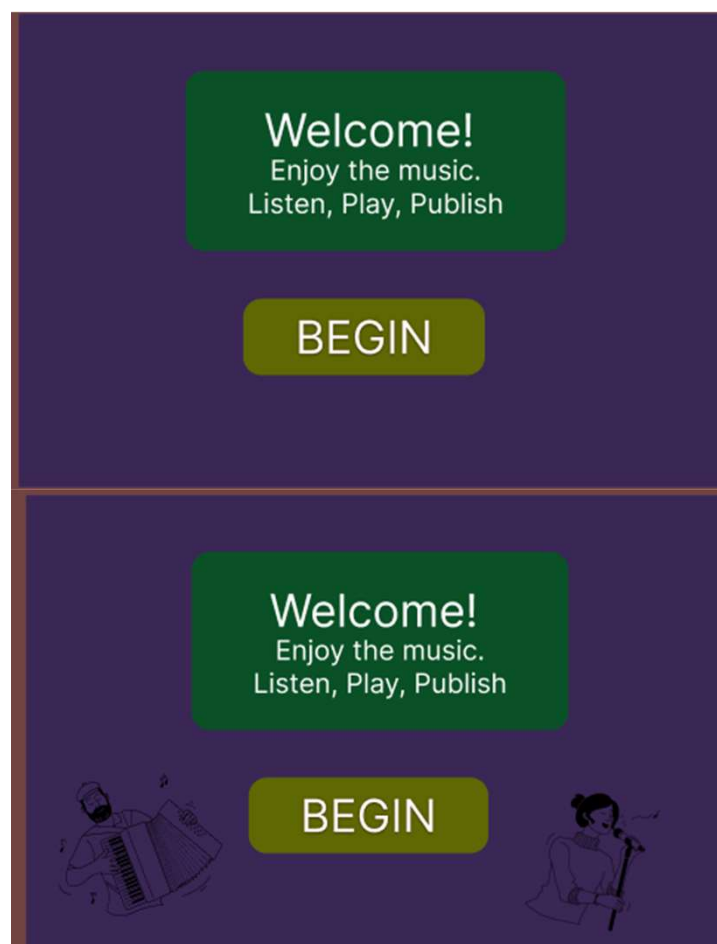 Welcome!
Enjoy the music.
Listen, Play, Publish
BEGIN
Welcome!
Enjoy the music.
Listen, Play, Publish
BEGIN